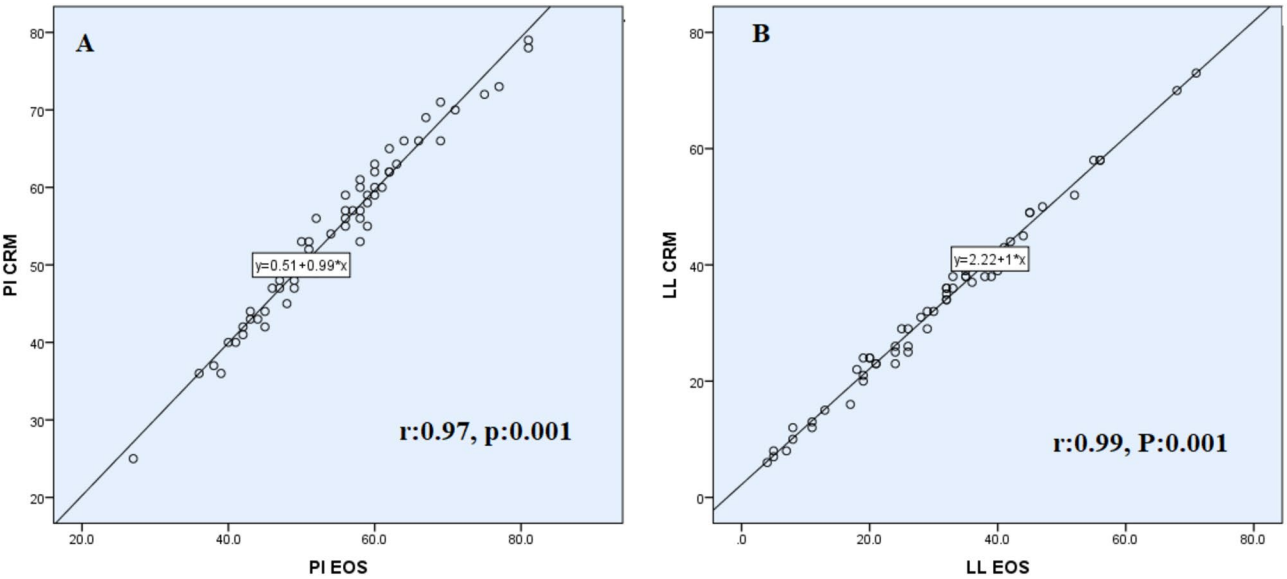 A
80
70
60
50
40
30
20
PI CRM
y=0.51+0.99*x
r:0.97, p:0.001
20.0
40.0
60.0
80.0
PI EOS
B
80
60
40
20
0
LL CRM
y=2.22+1*x
r:0.99, P:0.001
.0
20.0
40.0
60.0
80.0
LL EOS